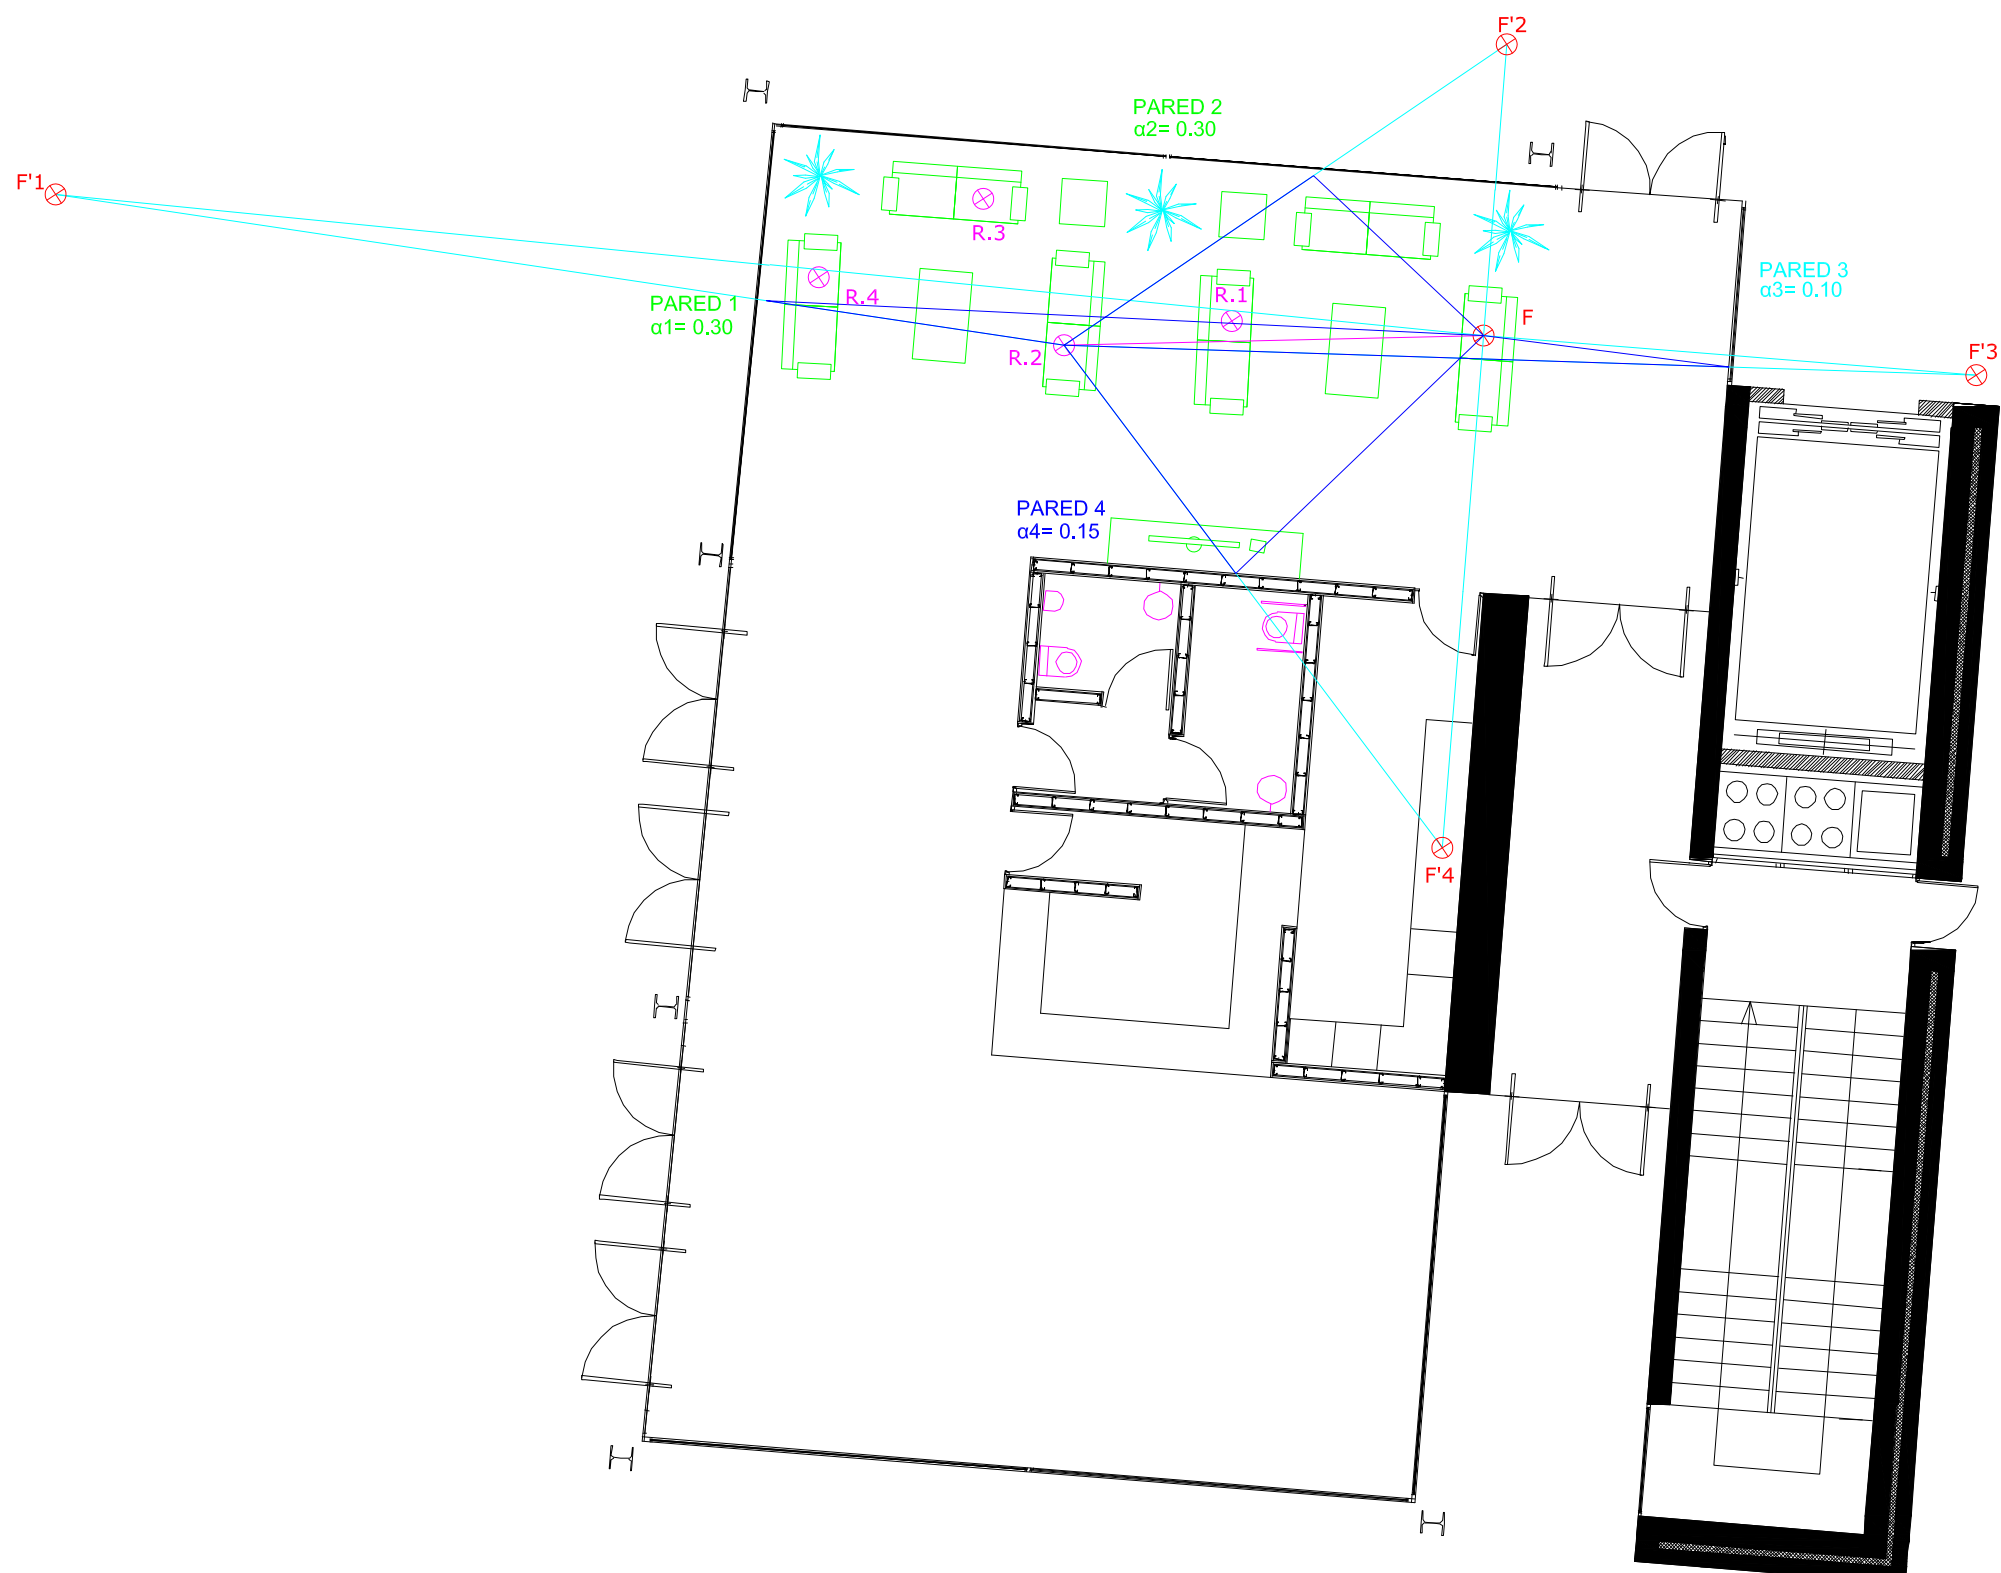 F'2
PARED 2
α2= 0.30
F'1
R.3
PARED 3
α3= 0.10
R.4
R.1
PARED 1
α1= 0.30
F
R.2
F'3
PARED 4
α4= 0.15
F'4